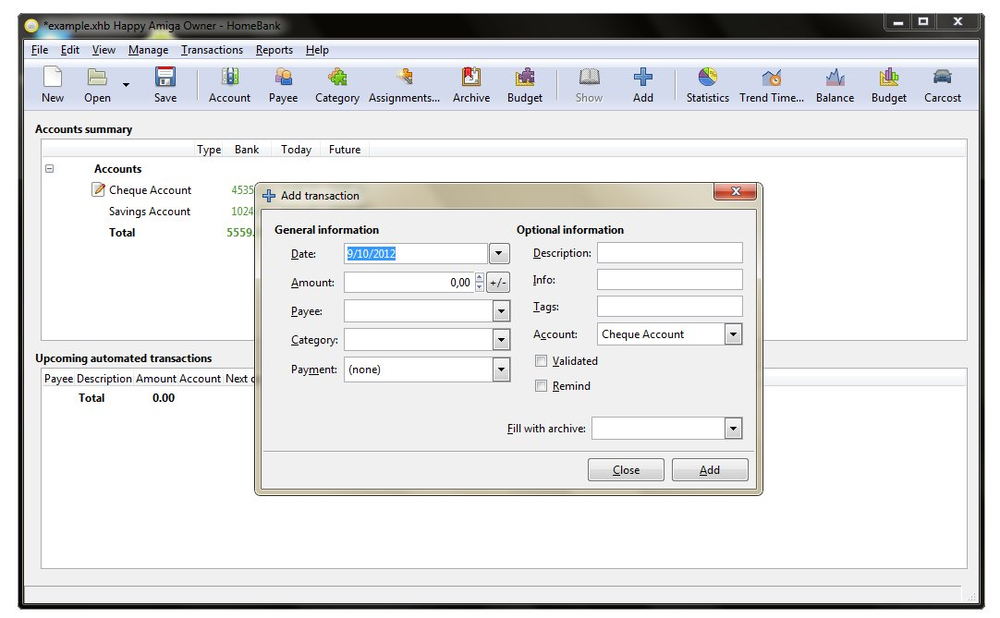 *example.xhb Happy Amiga Owner - HomeBank
File Edit View Manage Transactions Reports Help
New Open Save Account Payee Category Assignments... Archive Budget Show Add Statistics Trend Time... Balance Budget Carcost
Accounts summary
Type Bank Today Future
Accounts
Cheque Account 4535
Savings Account 1024
Total 5559.
Add transaction
General information
Date: 9/10/2012
Amount: 0,00 +/-
Payee:
Category:
Payment: (none)
Optional information
Description:
Info:
Tags:
Account: Cheque Account
Validated
Remind
Fill with archive:
Close Add
Upcoming automated transactions
Payee Description Amount Account Next
Total 0.00